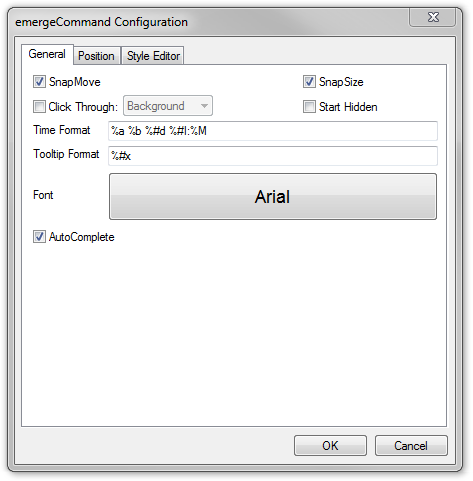 emergeCommand Configuration
General Position Style Editor
SnapMove SnapSize
Click Through: Background Start Hidden
Time Format %a %b %#d %#I:%M
Tooltip Format %#x
Font Arial
AutoComplete
OK Cancel